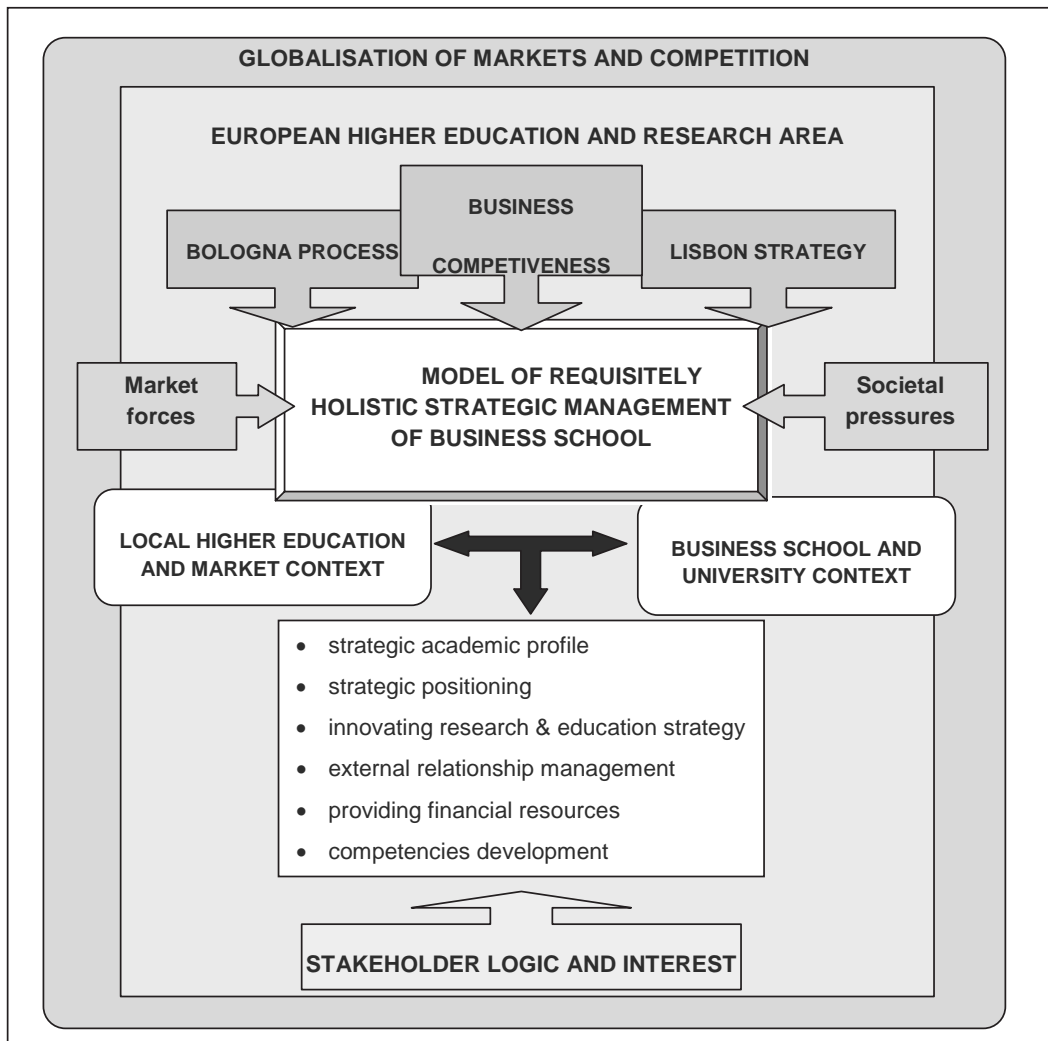 GLOBALISATION OF MARKETS AND COMPETITION
EUROPEAN HIGHER EDUCATION AND RESEARCH AREA
BUSINESS
COMPETIVENESS
BOLOGNA PROCESS
LISBON STRATEGY
Market
forces
MODEL OF REQUISITELY
HOLISTIC STRATEGIC MANAGEMENT
OF BUSINESS SCHOOL
Societal
pressures
LOCAL HIGHER EDUCATION
AND MARKET CONTEXT
BUSINESS SCHOOL AND
UNIVERSITY CONTEXT
• strategic academic profile
• strategic positioning
• innovating research & education strategy
• external relationship management
• providing financial resources
• competencies development
STAKEHOLDER LOGIC AND INTEREST